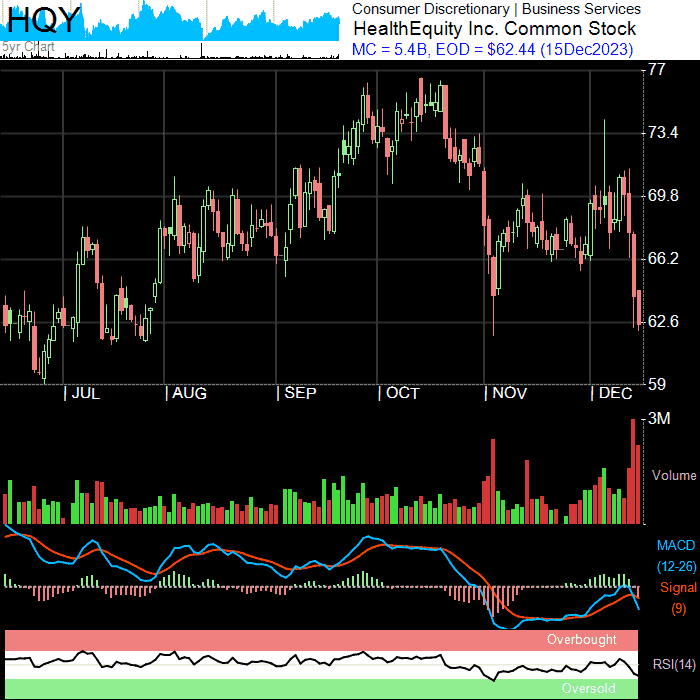 HQY
5yr Chart
Consumer Discretionary | Business Services
HealthEquity Inc. Common Stock
MC = 5.4B, EOD = $62.44 (15Dec2023)
77
73.4
69.8
66.2
62.6
59
| JUL | AUG | SEP | OCT | NOV | DEC
3M
Volume
MACD
(12-26)
Signal
(9)
Overbought
RSI(14)
Oversold